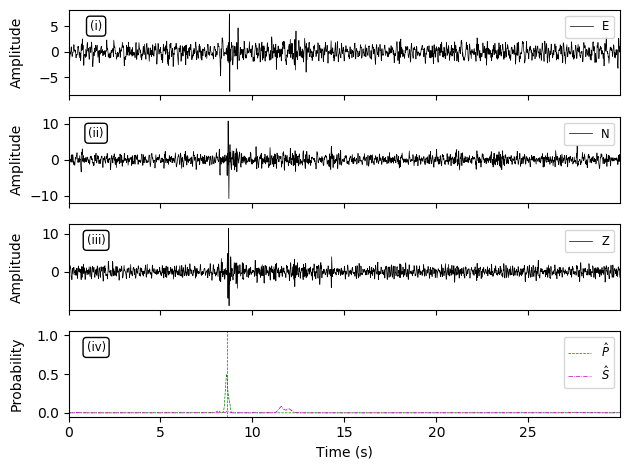 Amplitude
5
0
−5
(i)
E
Amplitude
10
0
−10
(ii)
N
Amplitude
10
0
(iii)
Z
Probability
1.0
0.5
0.0
(iv)
P̂
Ŝ
0 5 10 15 20 25
Time (s)